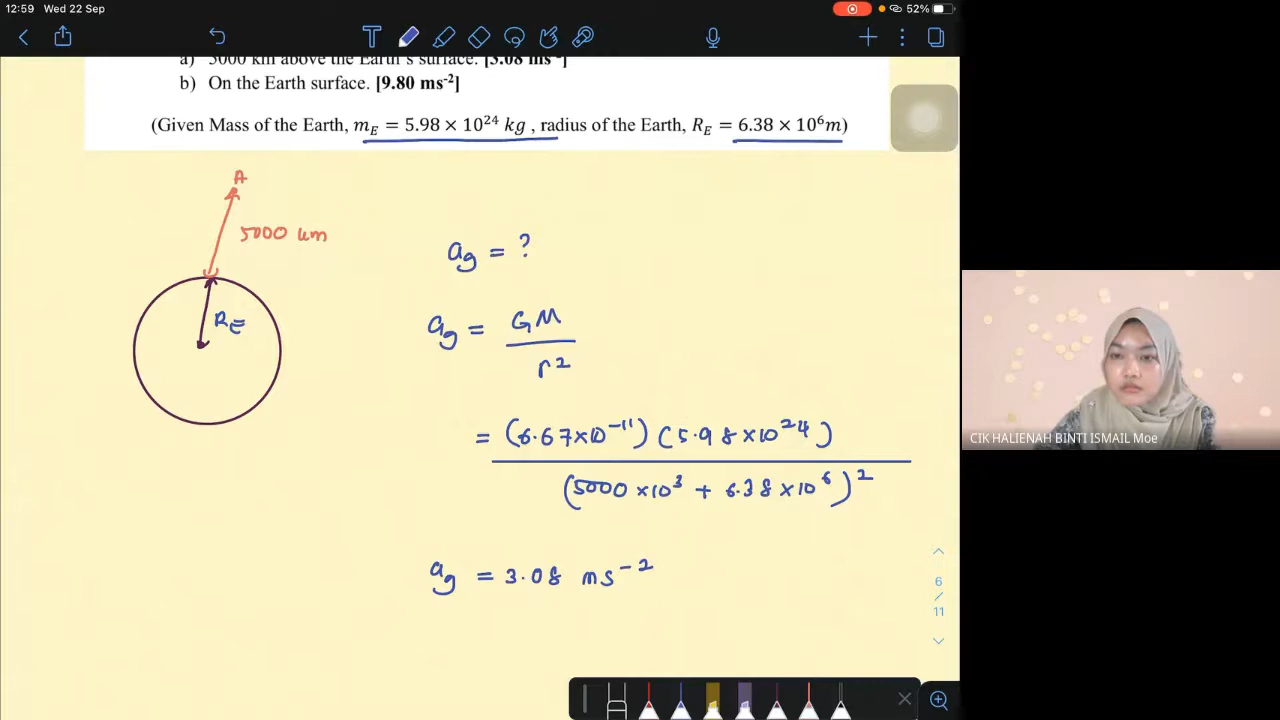 12:59 Wed 22 Sep
52%
T
a) 5000 km above the Earth's surface. [3.08 ms⁻²]
b) On the Earth surface. [9.80 ms⁻²]
(Given Mass of the Earth, m_E = 5.98 × 10²⁴ kg , radius of the Earth, R_E = 6.38 × 10⁶m)
A
5000 km
R_E
a_g = ?
a_g = GM / r²
= (6.67×10⁻¹¹) (5.98×10²⁴) / (5000 ×10³ + 6.38 ×10⁶)²
a_g = 3.08 ms⁻²
6
/
11
CIK HALIENAH BINTI ISMAIL Moe